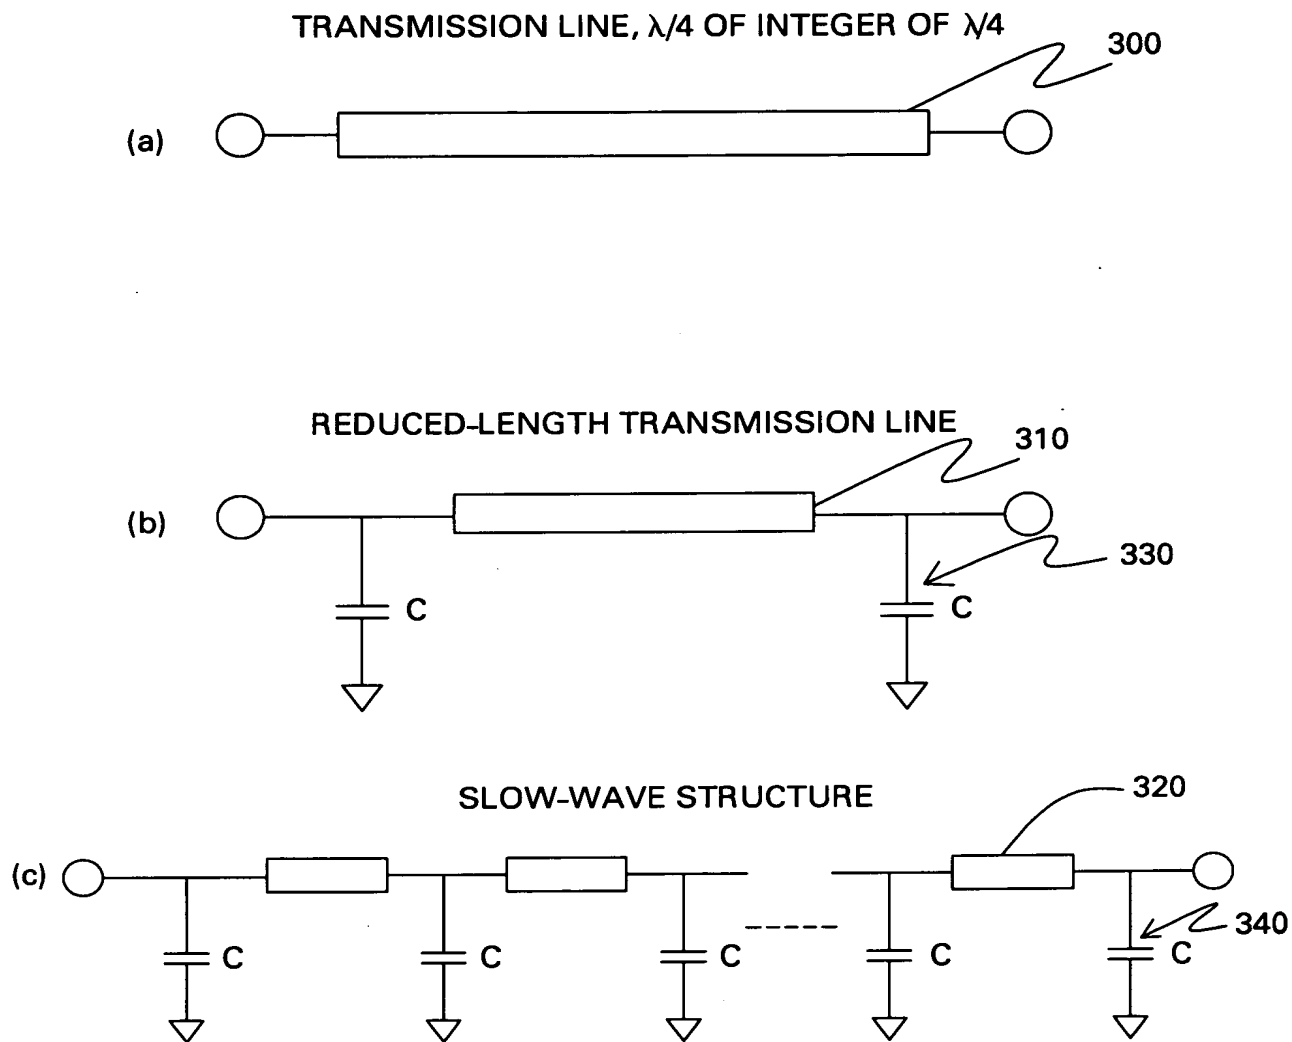 TRANSMISSION LINE, λ/4 OF INTEGER OF λ/4
300
(a)
REDUCED-LENGTH TRANSMISSION LINE
310
(b)
330
C
C
SLOW-WAVE STRUCTURE
320
(c)
340
C
C
C
C
C